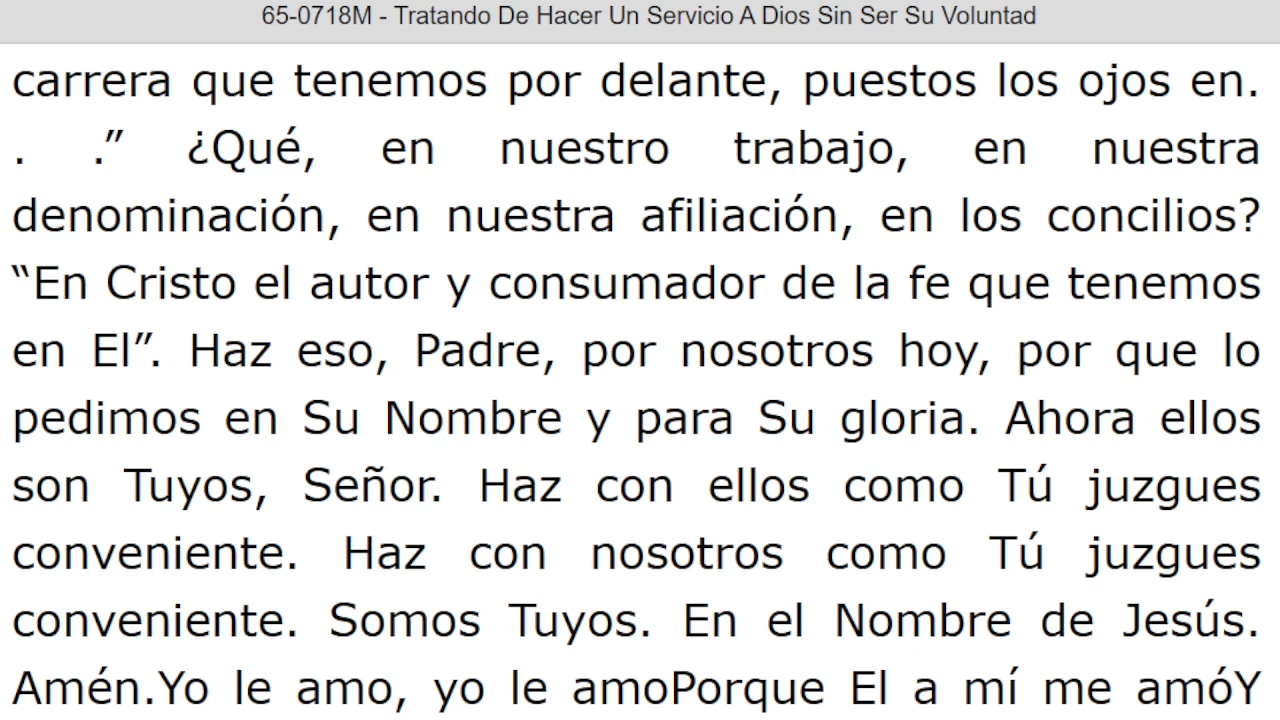 65-0718M - Tratando De Hacer Un Servicio A Dios Sin Ser Su Voluntad
carrera que tenemos por delante, puestos los ojos en.
. .” ¿Qué, en nuestro trabajo, en nuestra
denominación, en nuestra afiliación, en los concilios?
“En Cristo el autor y consumador de la fe que tenemos
en El”. Haz eso, Padre, por nosotros hoy, por que lo
pedimos en Su Nombre y para Su gloria. Ahora ellos
son Tuyos, Señor. Haz con ellos como Tú juzgues
conveniente. Haz con nosotros como Tú juzgues
conveniente. Somos Tuyos. En el Nombre de Jesús.
Amén.Yo le amo, yo le amoPorque El a mí me amóY